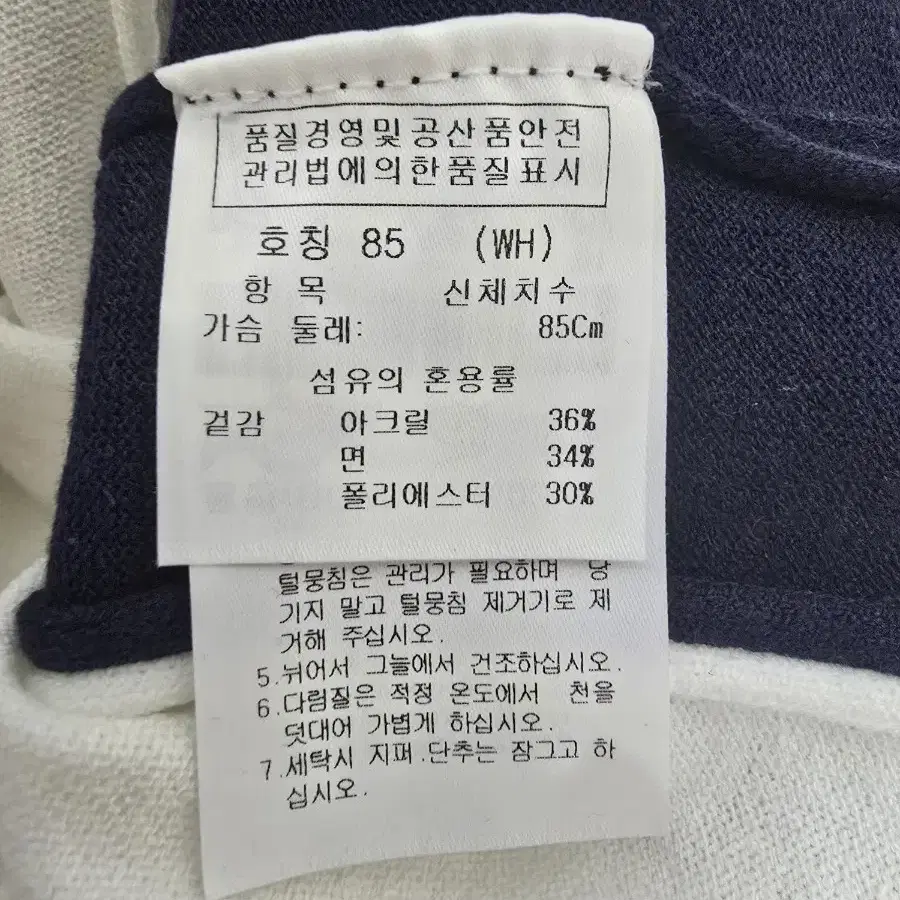 품질경영및공산품안전
관리법에의한품질표시
호칭 85 (WH)
항 목 신체치수
가슴 둘레: 85Cm
섬유의 혼용률
겉감 아크릴 36%
면 34%
폴리에스터 30%
털뭉침은 관리가 필요하며 당
기지 말고 털뭉침 제거기로 제
거해 주십시오.
5.뉘어서 그늘에서 건조하십시오.
6.다림질은 적정 온도에서 천을
덧대어 가볍게 하십시오.
7.세탁시 지퍼.단추는 잠그고 하
십시오.